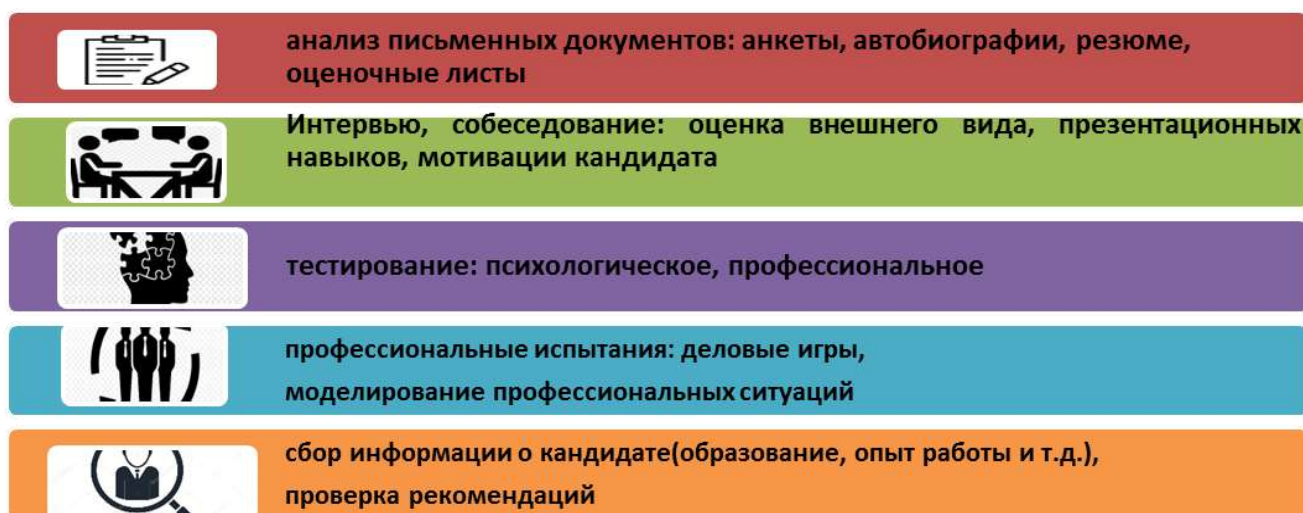 анализ письменных документов: анкеты, автобиографии, резюме,
оценочные листы
Интервью, собеседование: оценка внешнего вида, презентационных
навыков, мотивации кандидата
тестирование: психологическое, профессиональное
профессиональные испытания: деловые игры,
моделирование профессиональных ситуаций
сбор информации о кандидате(образование, опыт работы и т.д.),
проверка рекомендаций